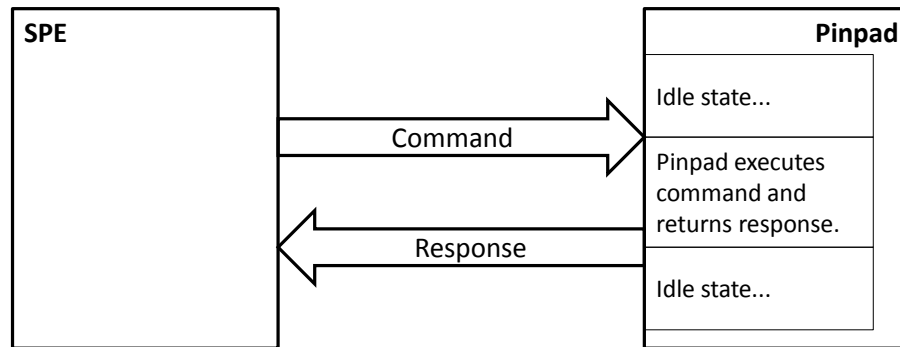 SPE
Pinpad
Idle state...
Command
Pinpad executes
command and
returns response.
Response
Idle state...